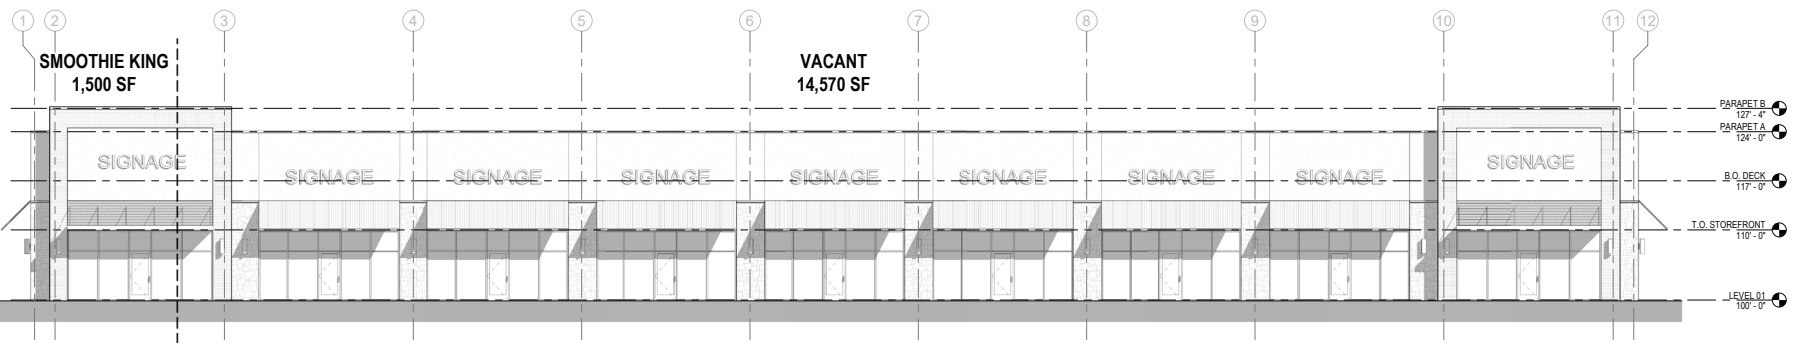 1 2 3 4 5 6 7 8 9 10 11 12
SMOOTHIE KING
1,500 SF
VACANT
14,570 SF
PARAPET B
127' - 4"
PARAPET A
124' - 0"
SIGNAGE SIGNAGE
SIGNAGE SIGNAGE SIGNAGE SIGNAGE SIGNAGE SIGNAGE SIGNAGE
B.O. DECK
117' - 0"
T.O. STOREFRONT
110' - 0"
LEVEL 01
100' - 0"